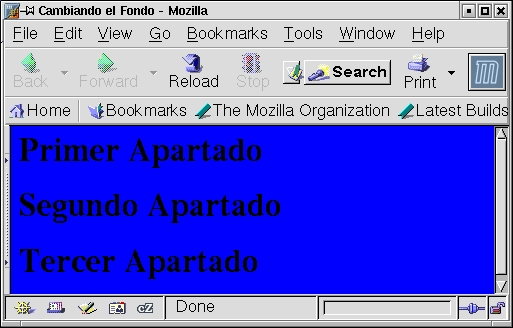 Cambiando el Fondo - Mozilla
File Edit View Go Bookmarks Tools Window Help
Back Forward Reload Stop Search Print
Home Bookmarks The Mozilla Organization Latest Builds
Primer Apartado
Segundo Apartado
Tercer Apartado
cZ Done